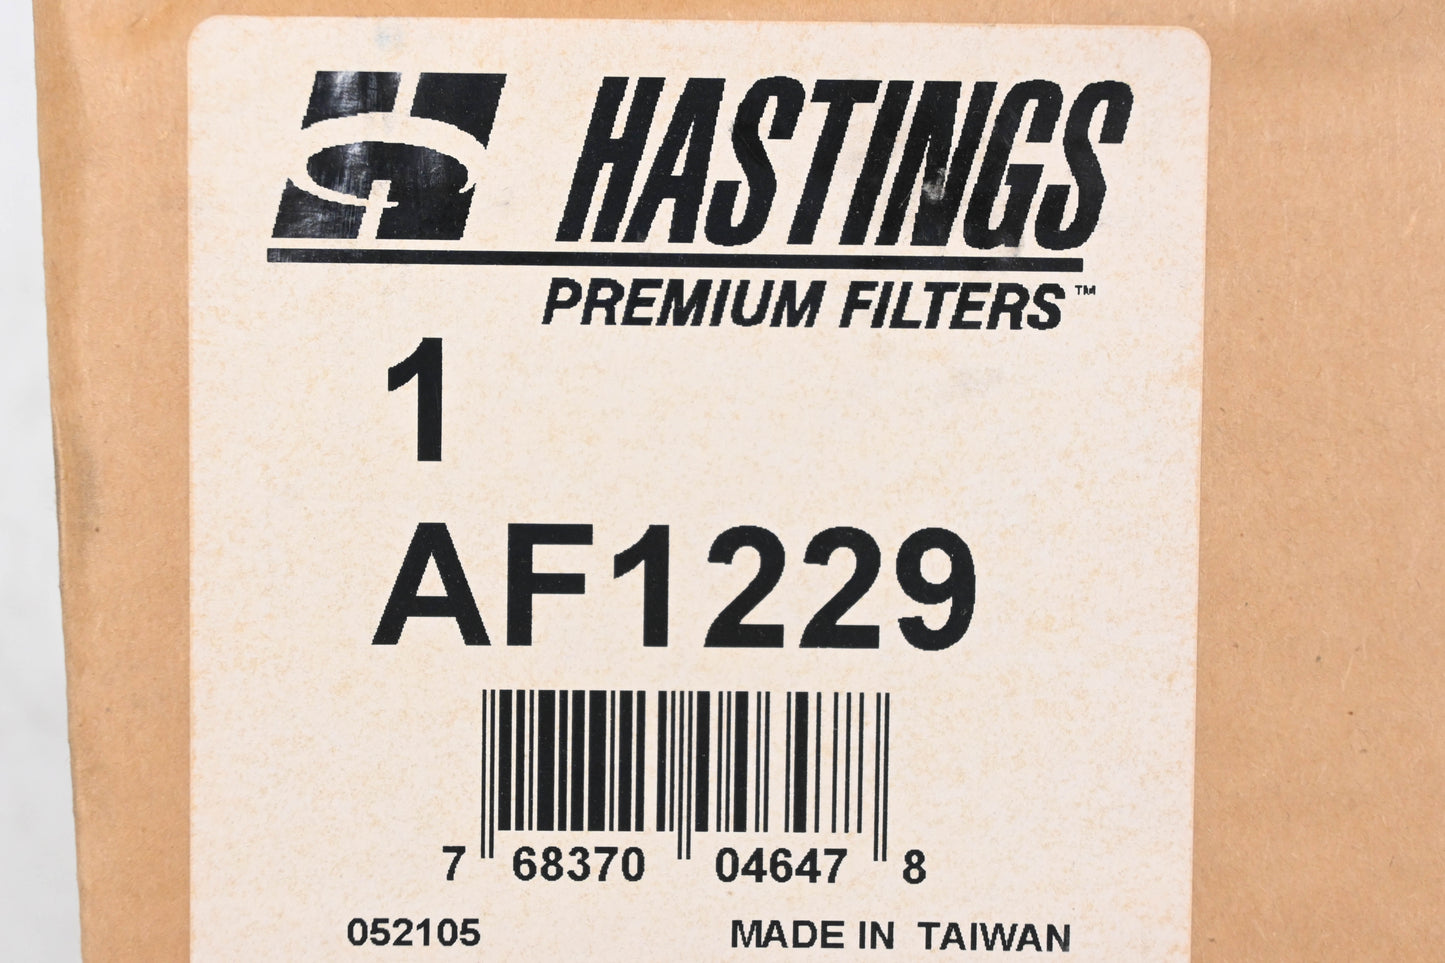 HASTINGS
PREMIUM FILTERS™
1
AF1229
7 68370 04647 8
052105 MADE IN TAIWAN